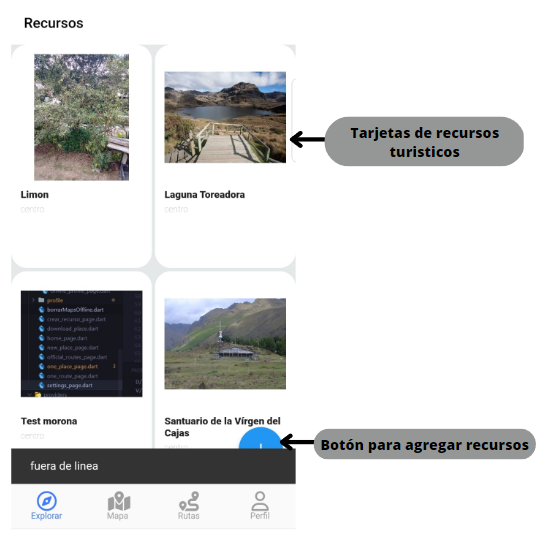 Recursos
Tarjetas de recursos
turisticos
Limon
centro
Laguna Toreadora
centro
profile
borrarMapsOffline.dart
crear_recurso_page.dart
download_place.dart
home_page.dart
new_place_page.dart
official_routes_page.dart
one_place_page.dart
one_route_page.dart
settings_page.dart
providers
Test morona
centro
Santuario de la Vírgen del
Cajas
centro
Botón para agregar recursos
fuera de linea
Explorar
Mapa
Rutas
Perfil